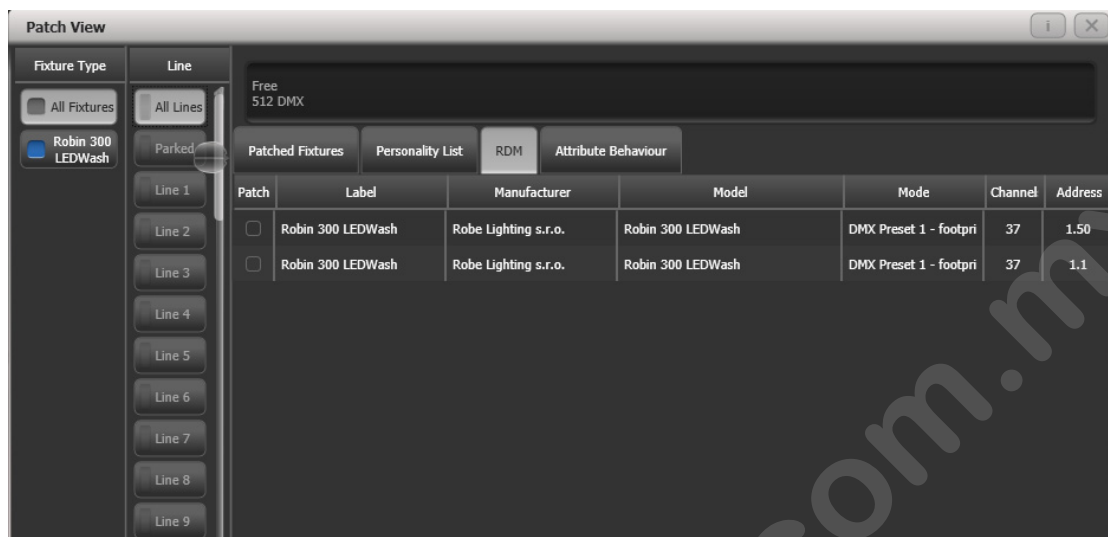 Patch View
i
Fixture Type
Line
All Fixtures
Robin 300
LEDWash
All Lines
Parked
Line 1
Line 2
Line 3
Line 4
Line 5
Line 6
Line 7
Line 8
Line 9
Free
512 DMX
Patched Fixtures Personality List RDM Attribute Behaviour
Patch Label Manufacturer Model Mode Channel Address
Robin 300 LEDWash Robe Lighting s.r.o. Robin 300 LEDWash DMX Preset 1 - footpri 37 1.50
Robin 300 LEDWash Robe Lighting s.r.o. Robin 300 LEDWash DMX Preset 1 - footpri 37 1.1
com.my